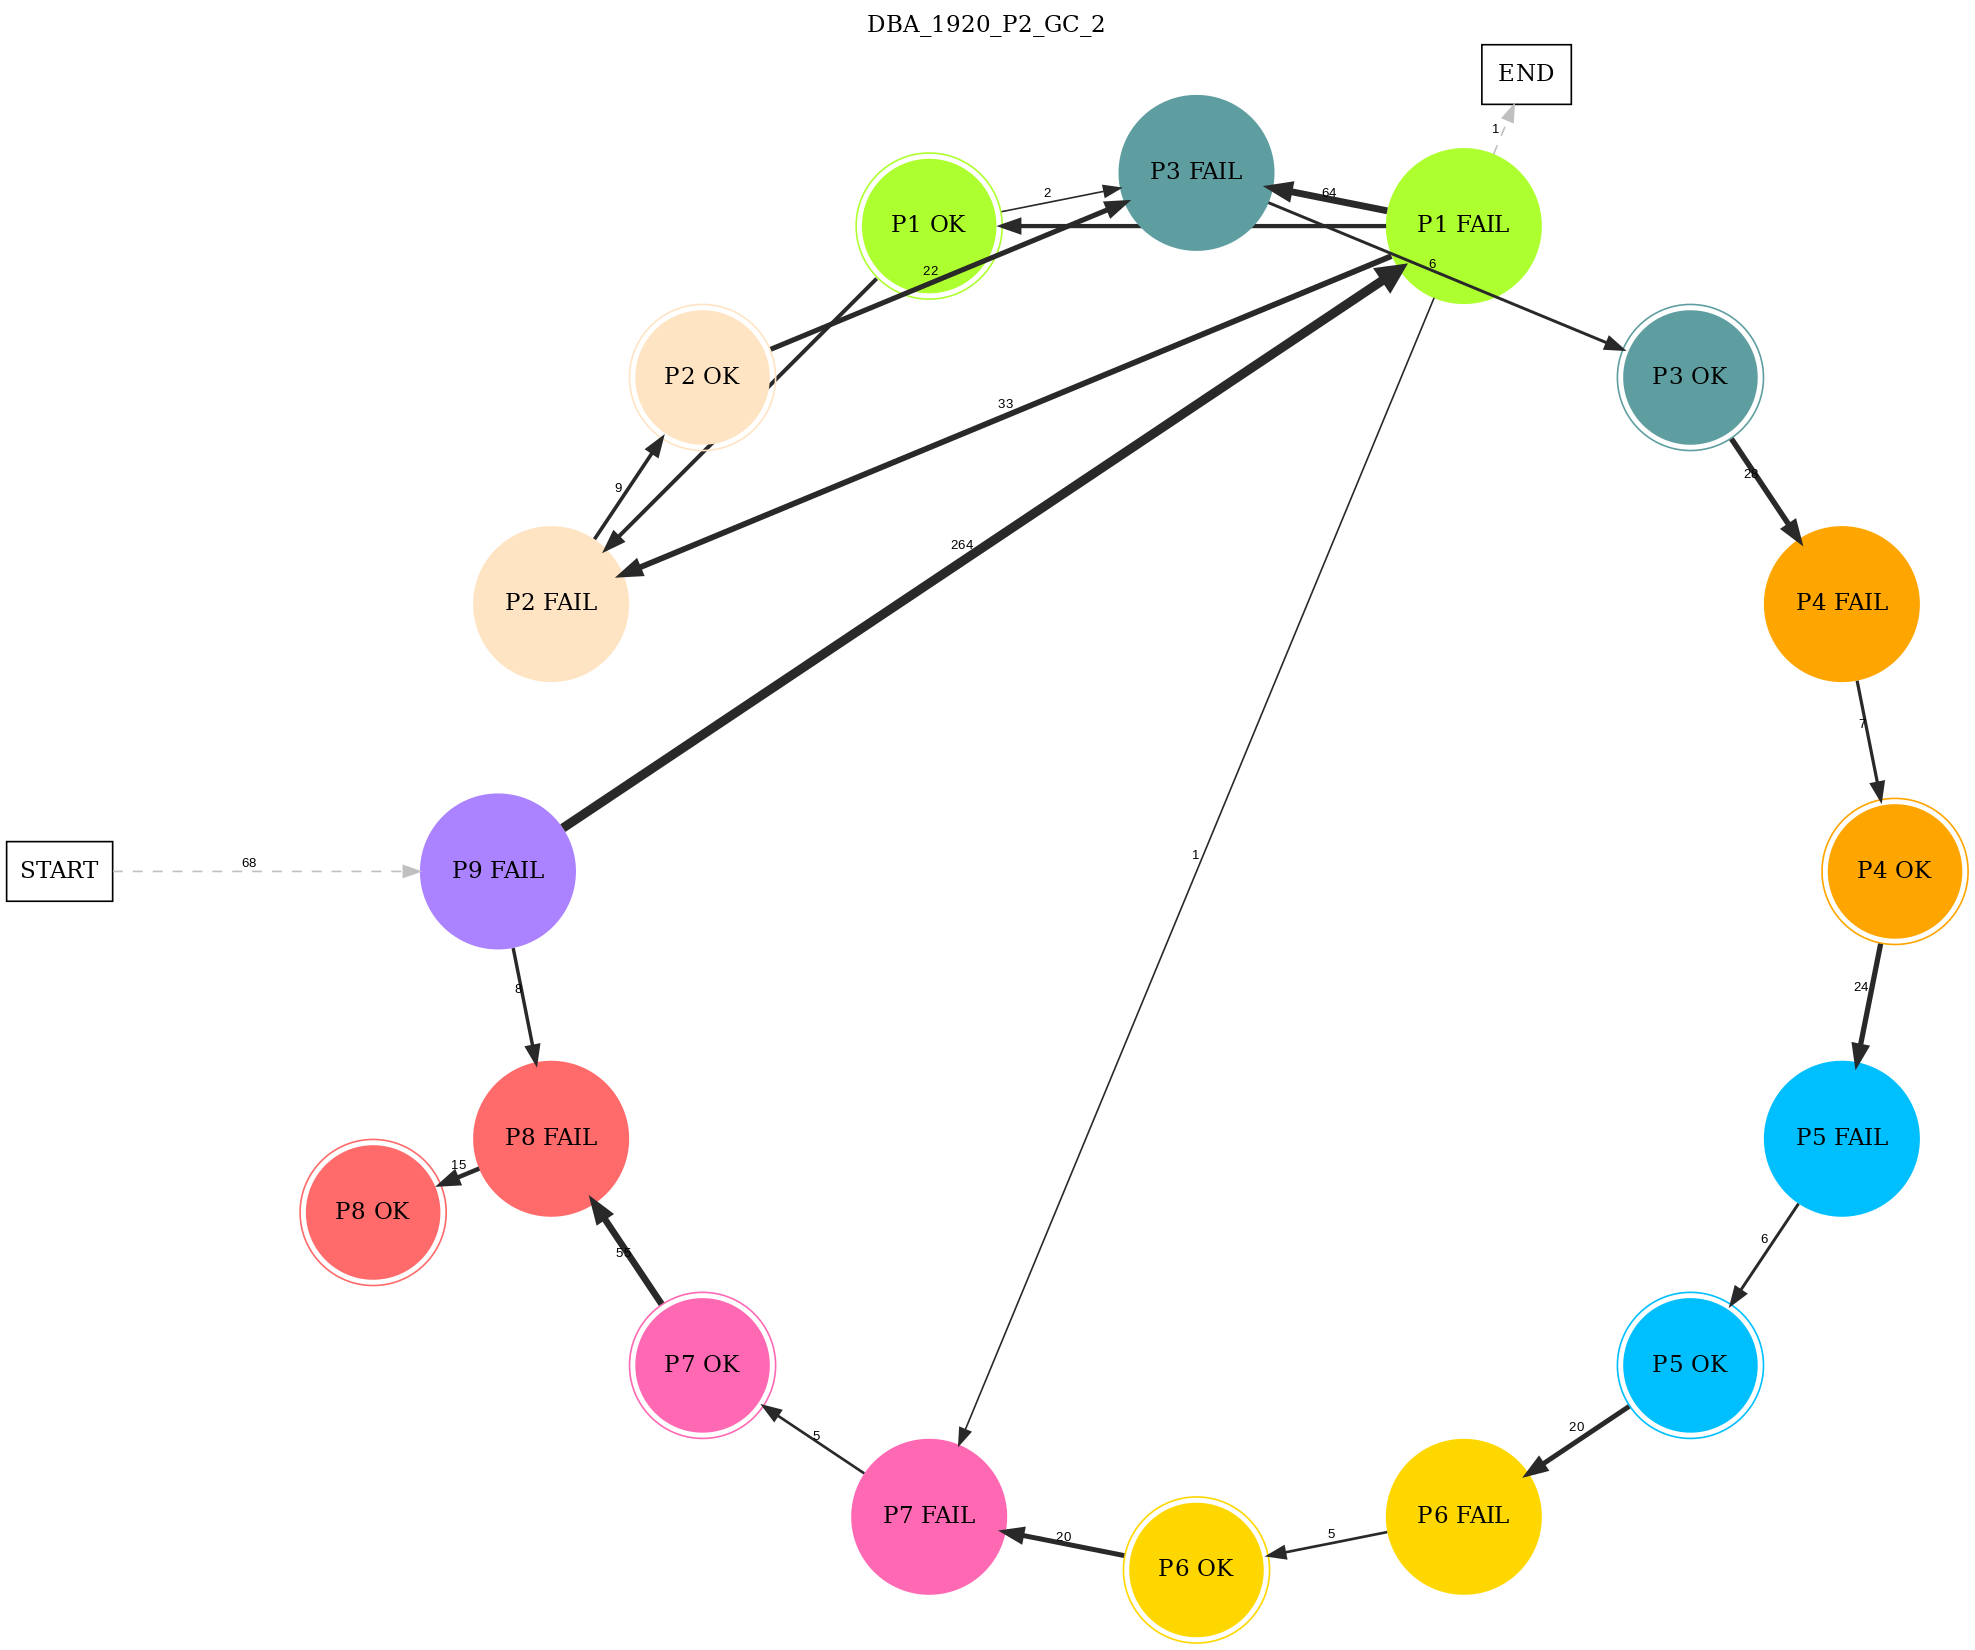 DBA_1920_P2_GC_2
END
1
P3 FAIL
64
P1 FAIL
2
P1 OK
22
6
P2 OK
P3 OK
33
9
28
264
P2 FAIL
P4 FAIL
7
1
START
68
P9 FAIL
P4 OK
8
24
P8 FAIL
P5 FAIL
15
P8 OK
55
6
P7 OK
P5 OK
5
20
P7 FAIL
20
5
P6 FAIL
P6 OK